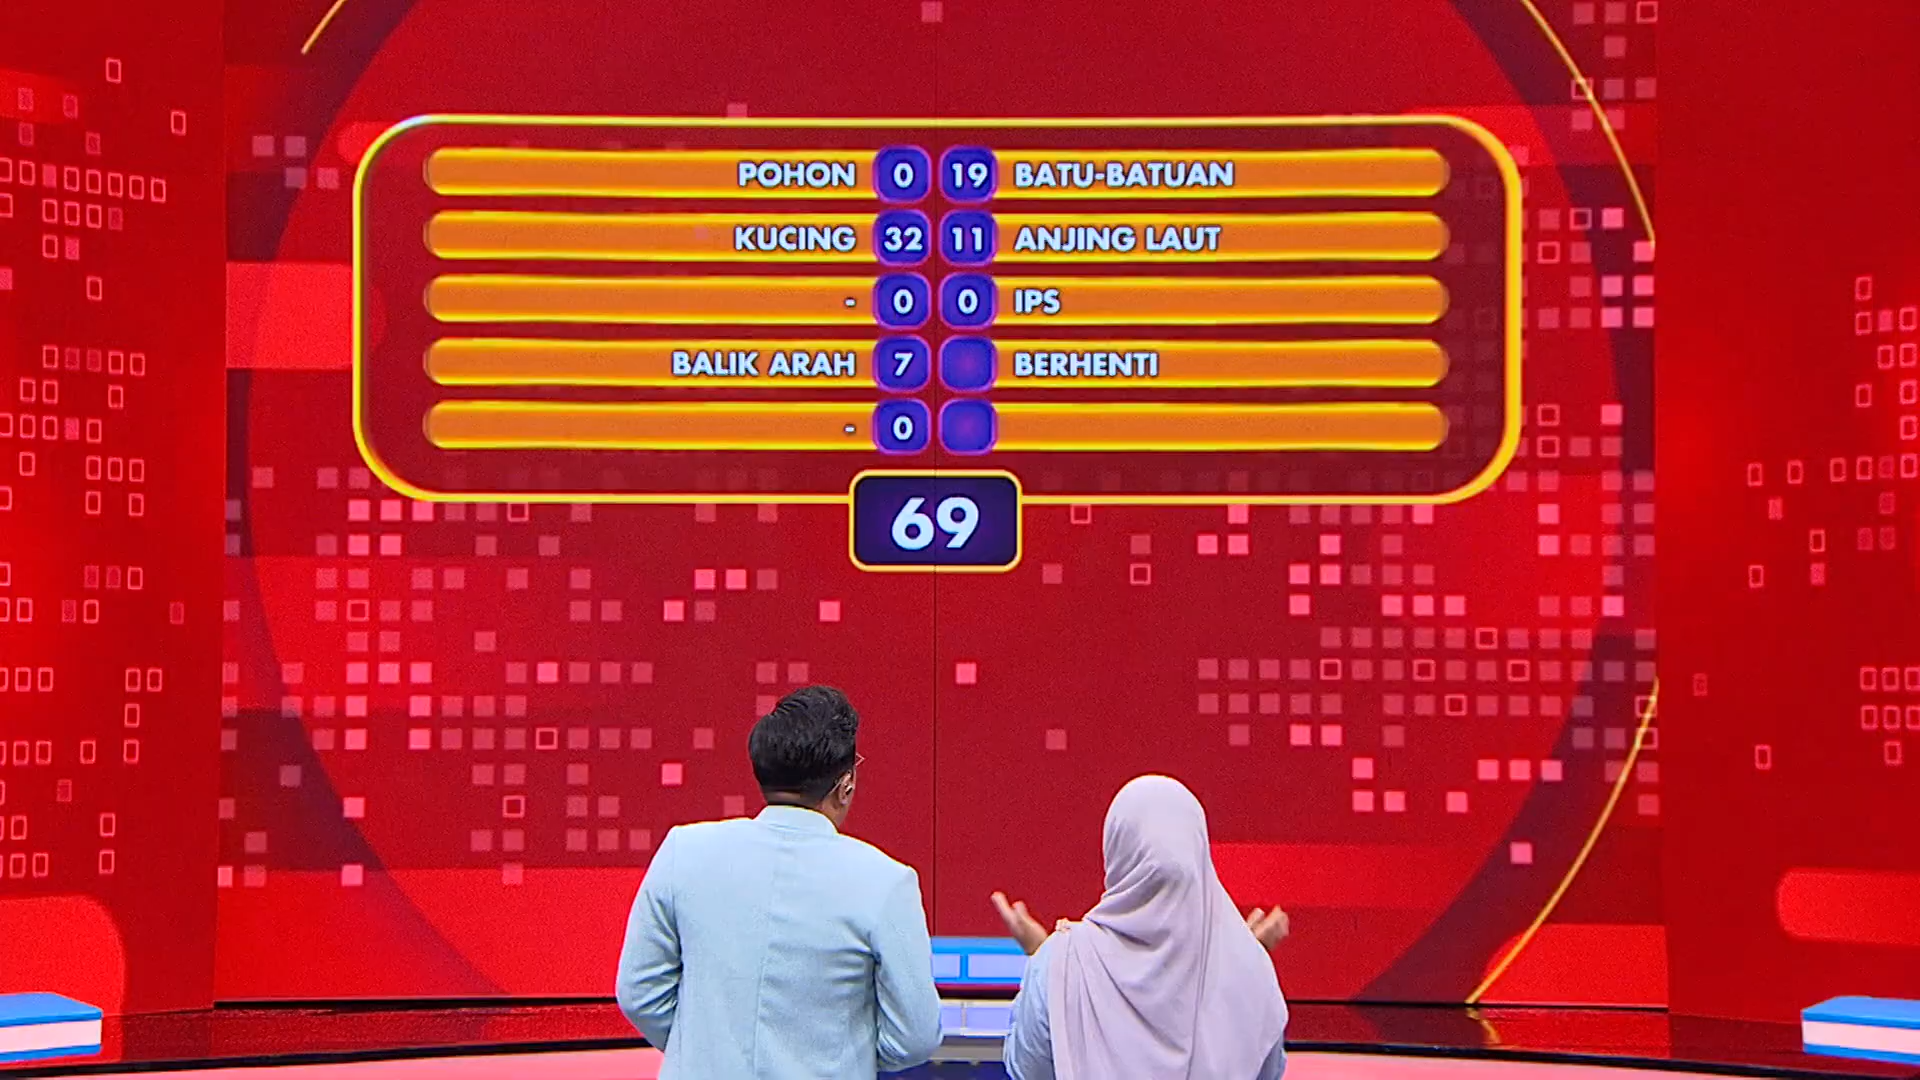 POHON 0 19 BATU-BATUAN
KUCING 32 11 ANJING LAUT
- 0 0 IPS
BALIK ARAH 7 BERHENTI
- 0
69